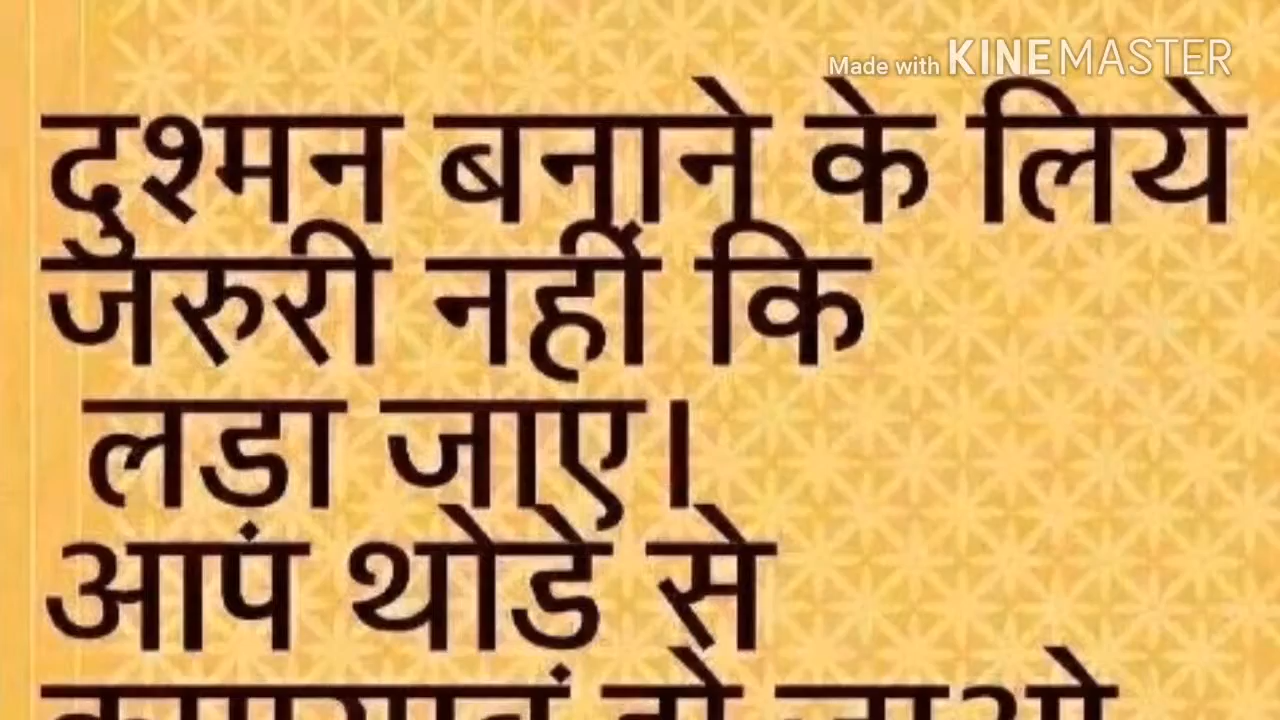 Made with KINEMASTER
दुश्मन बनाने के लिये
जरुरी नहीं कि
लडा जाए।
आपं थोडे से